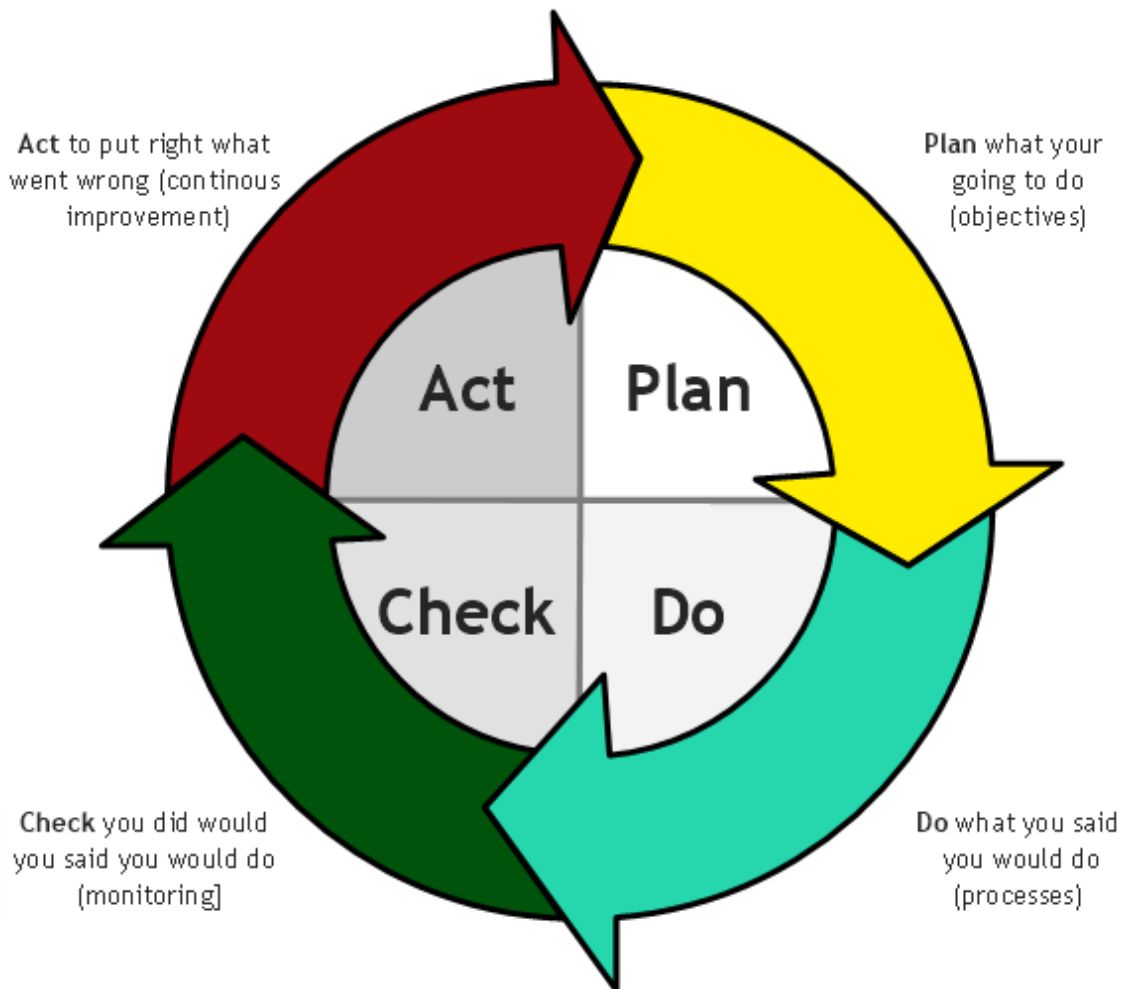 Act to put right what
went wrong (continous
improvement)
Plan what your
going to do
(objectives)
Act
Plan
Check
Do
Check you did would
you said you would do
(monitoring]
Do what you said
you would do
(processes)